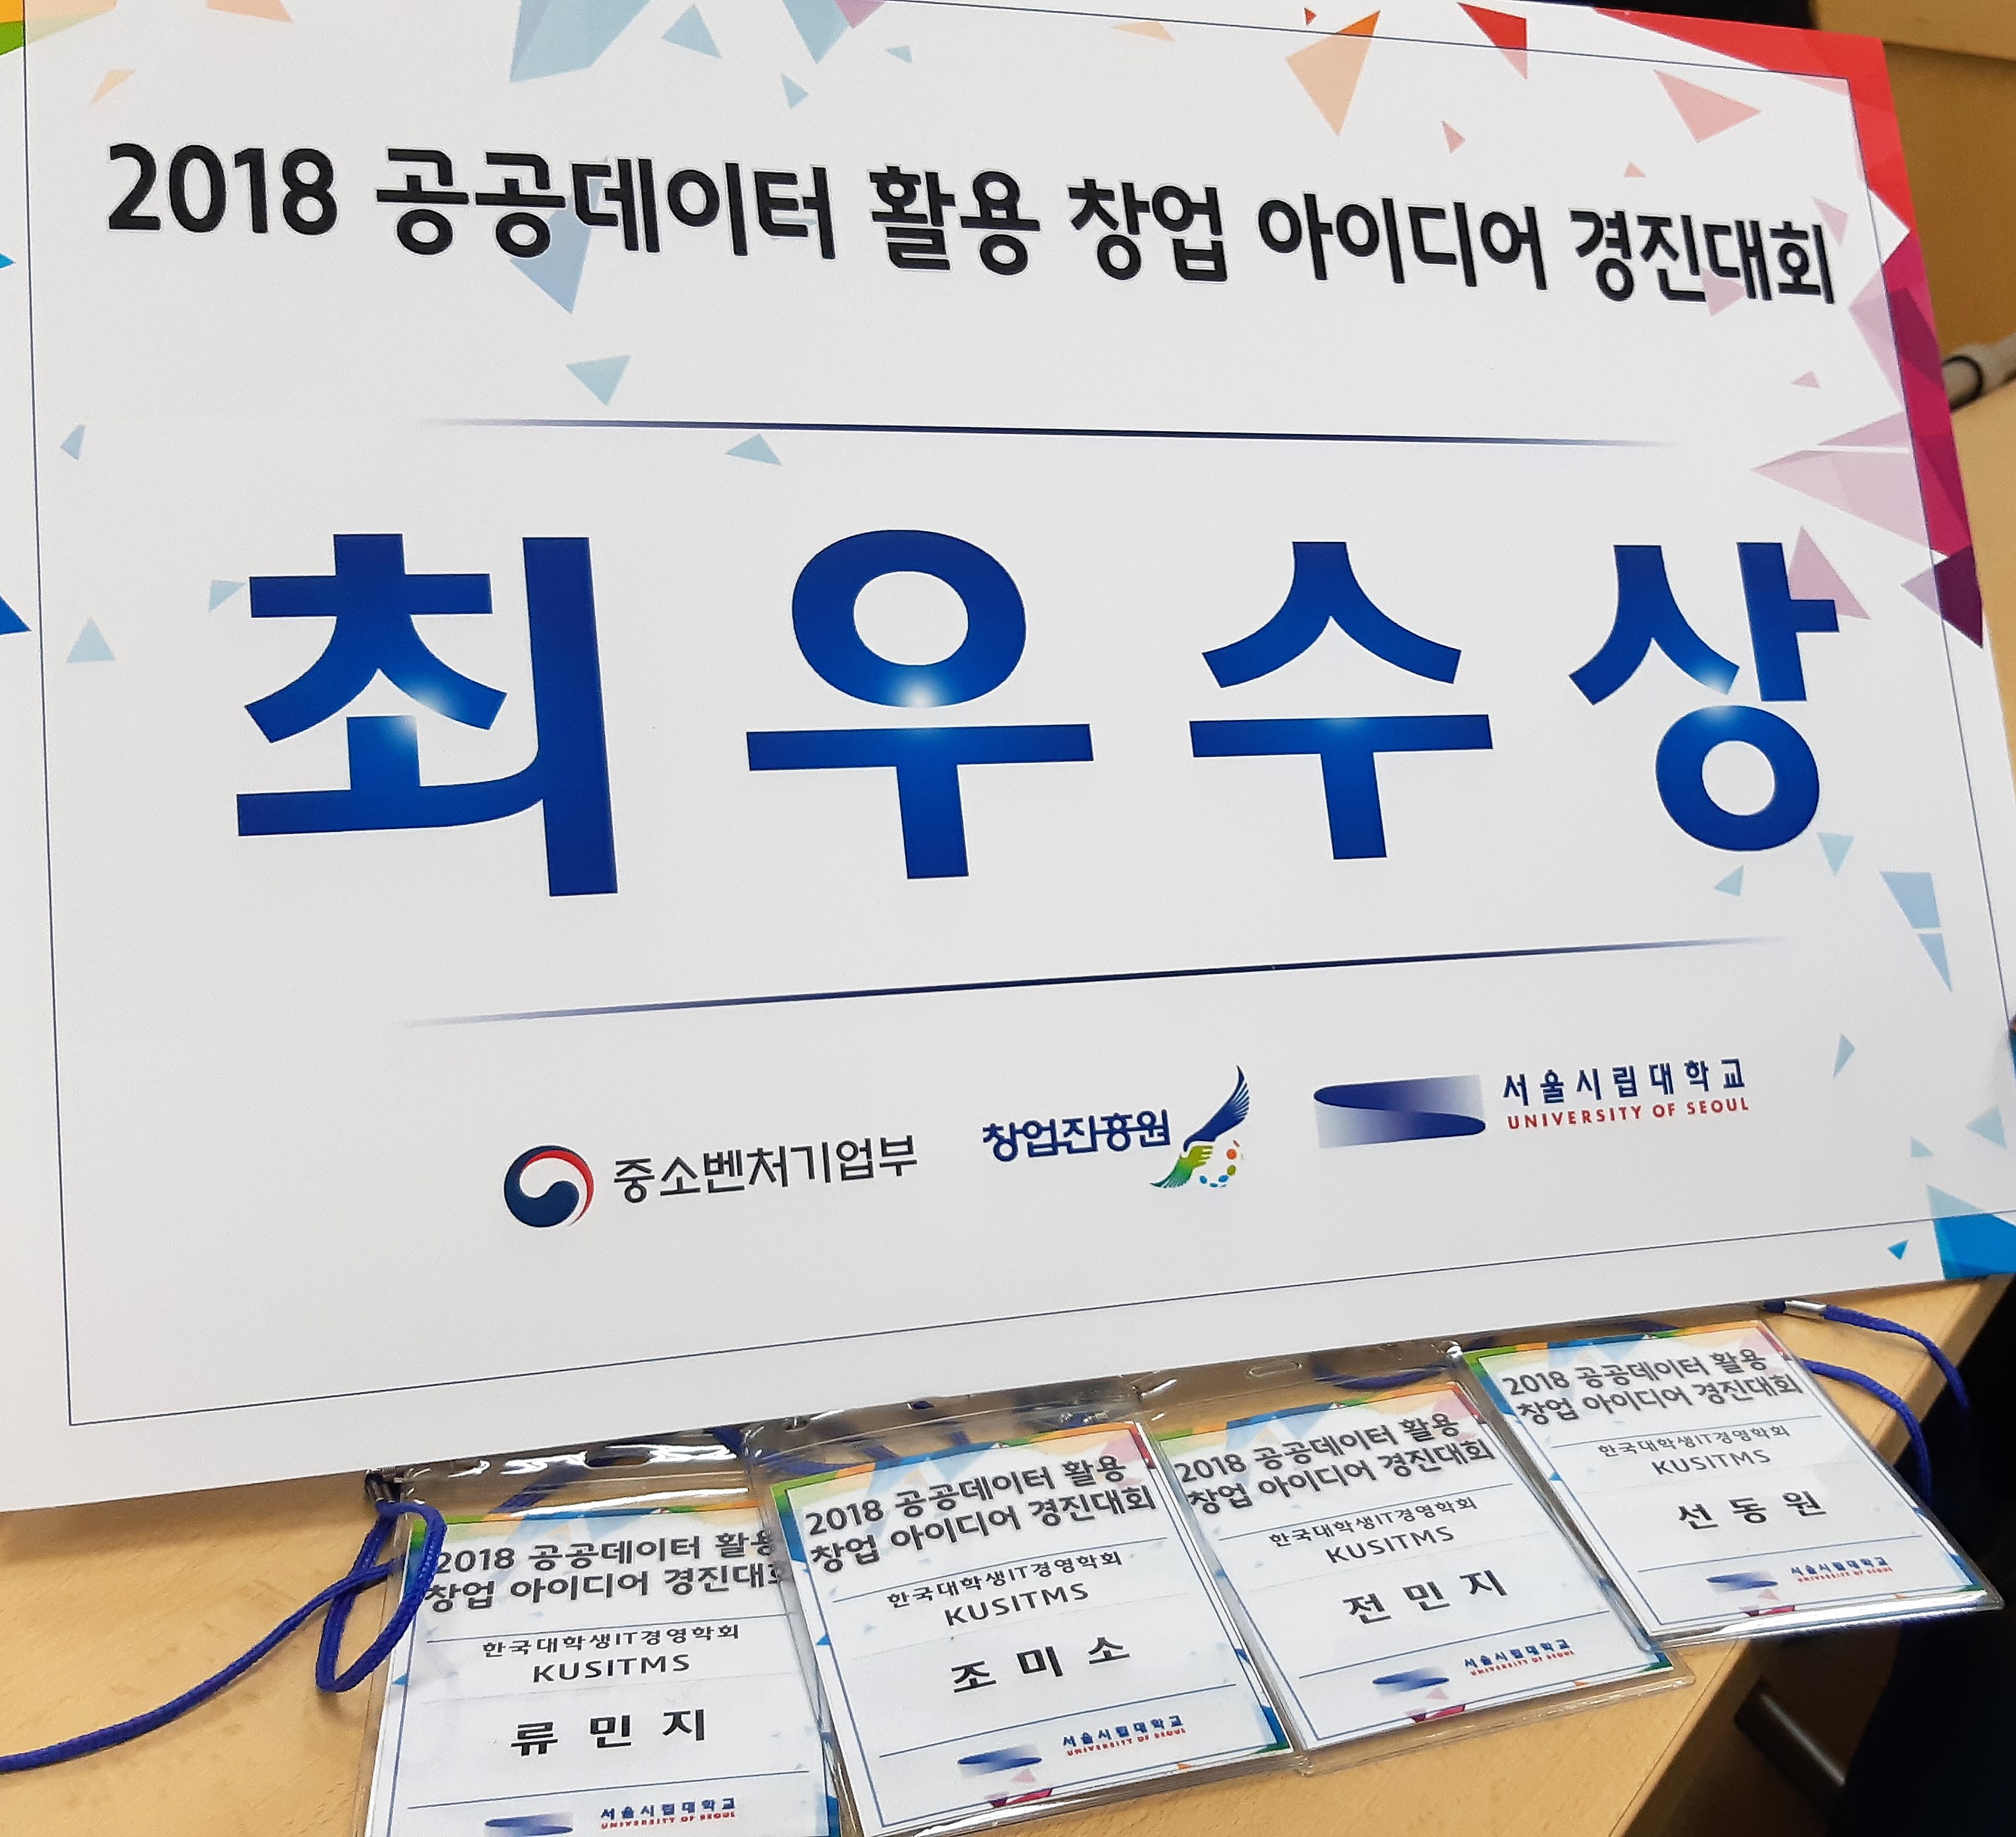 2018 공공데이터 활용 창업 아이디어 경진대회
최우수상
중소벤처기업부
창업진흥원
서울시립대학교
UNIVERSITY OF SEOUL
2018 공공데이터 활용
창업 아이디어 경진대회
한국대학생IT경영학회
KUSITMS
류민지
서울시립대학교
UNIVERSITY OF SEOUL
2018 공공데이터 활용
창업 아이디어 경진대회
한국대학생IT경영학회
KUSITMS
조미소
서울시립대학교
UNIVERSITY OF SEOUL
2018 공공데이터 활용
창업 아이디어 경진대회
한국대학생IT경영학회
KUSITMS
전민지
서울시립대학교
UNIVERSITY OF SEOUL
2018 공공데이터 활용
창업 아이디어 경진대회
한국대학생IT경영학회
KUSITMS
선동원
서울시립대학교
UNIVERSITY OF SEOUL